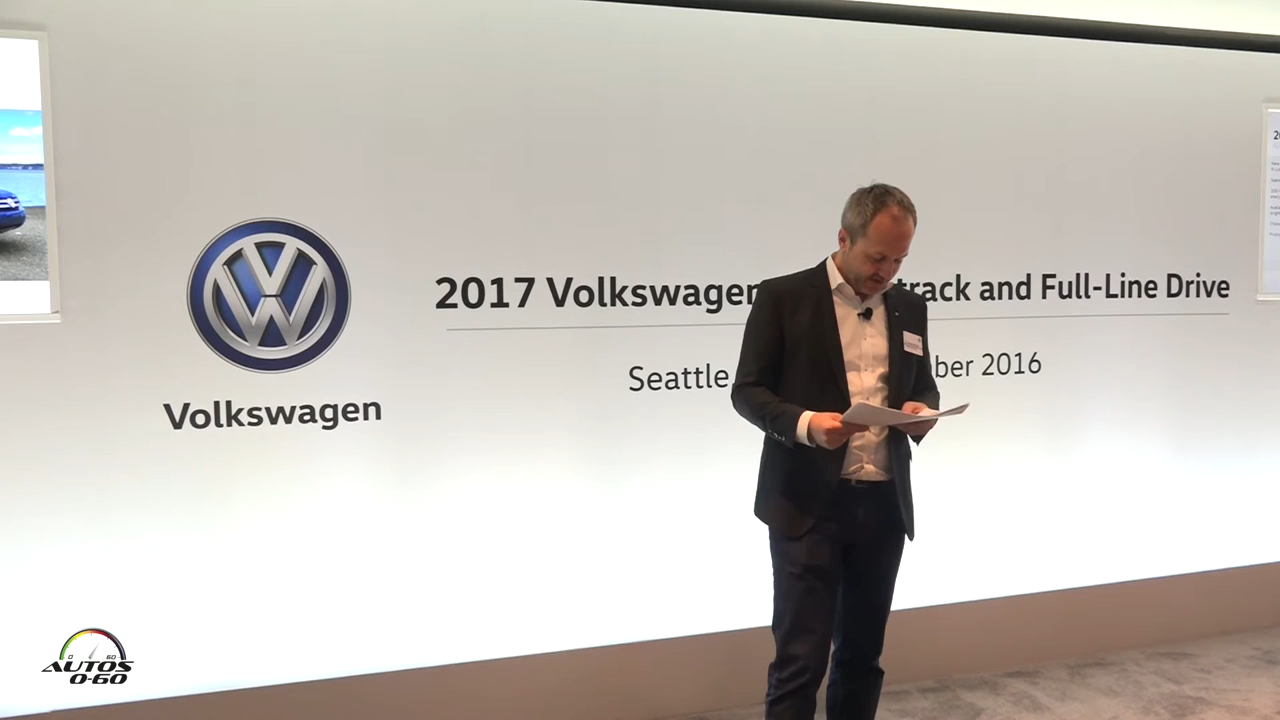 2017 Volkswagen track and Full-Line Drive
Seattle, ber 2016
Volkswagen
AUTOS
0-60